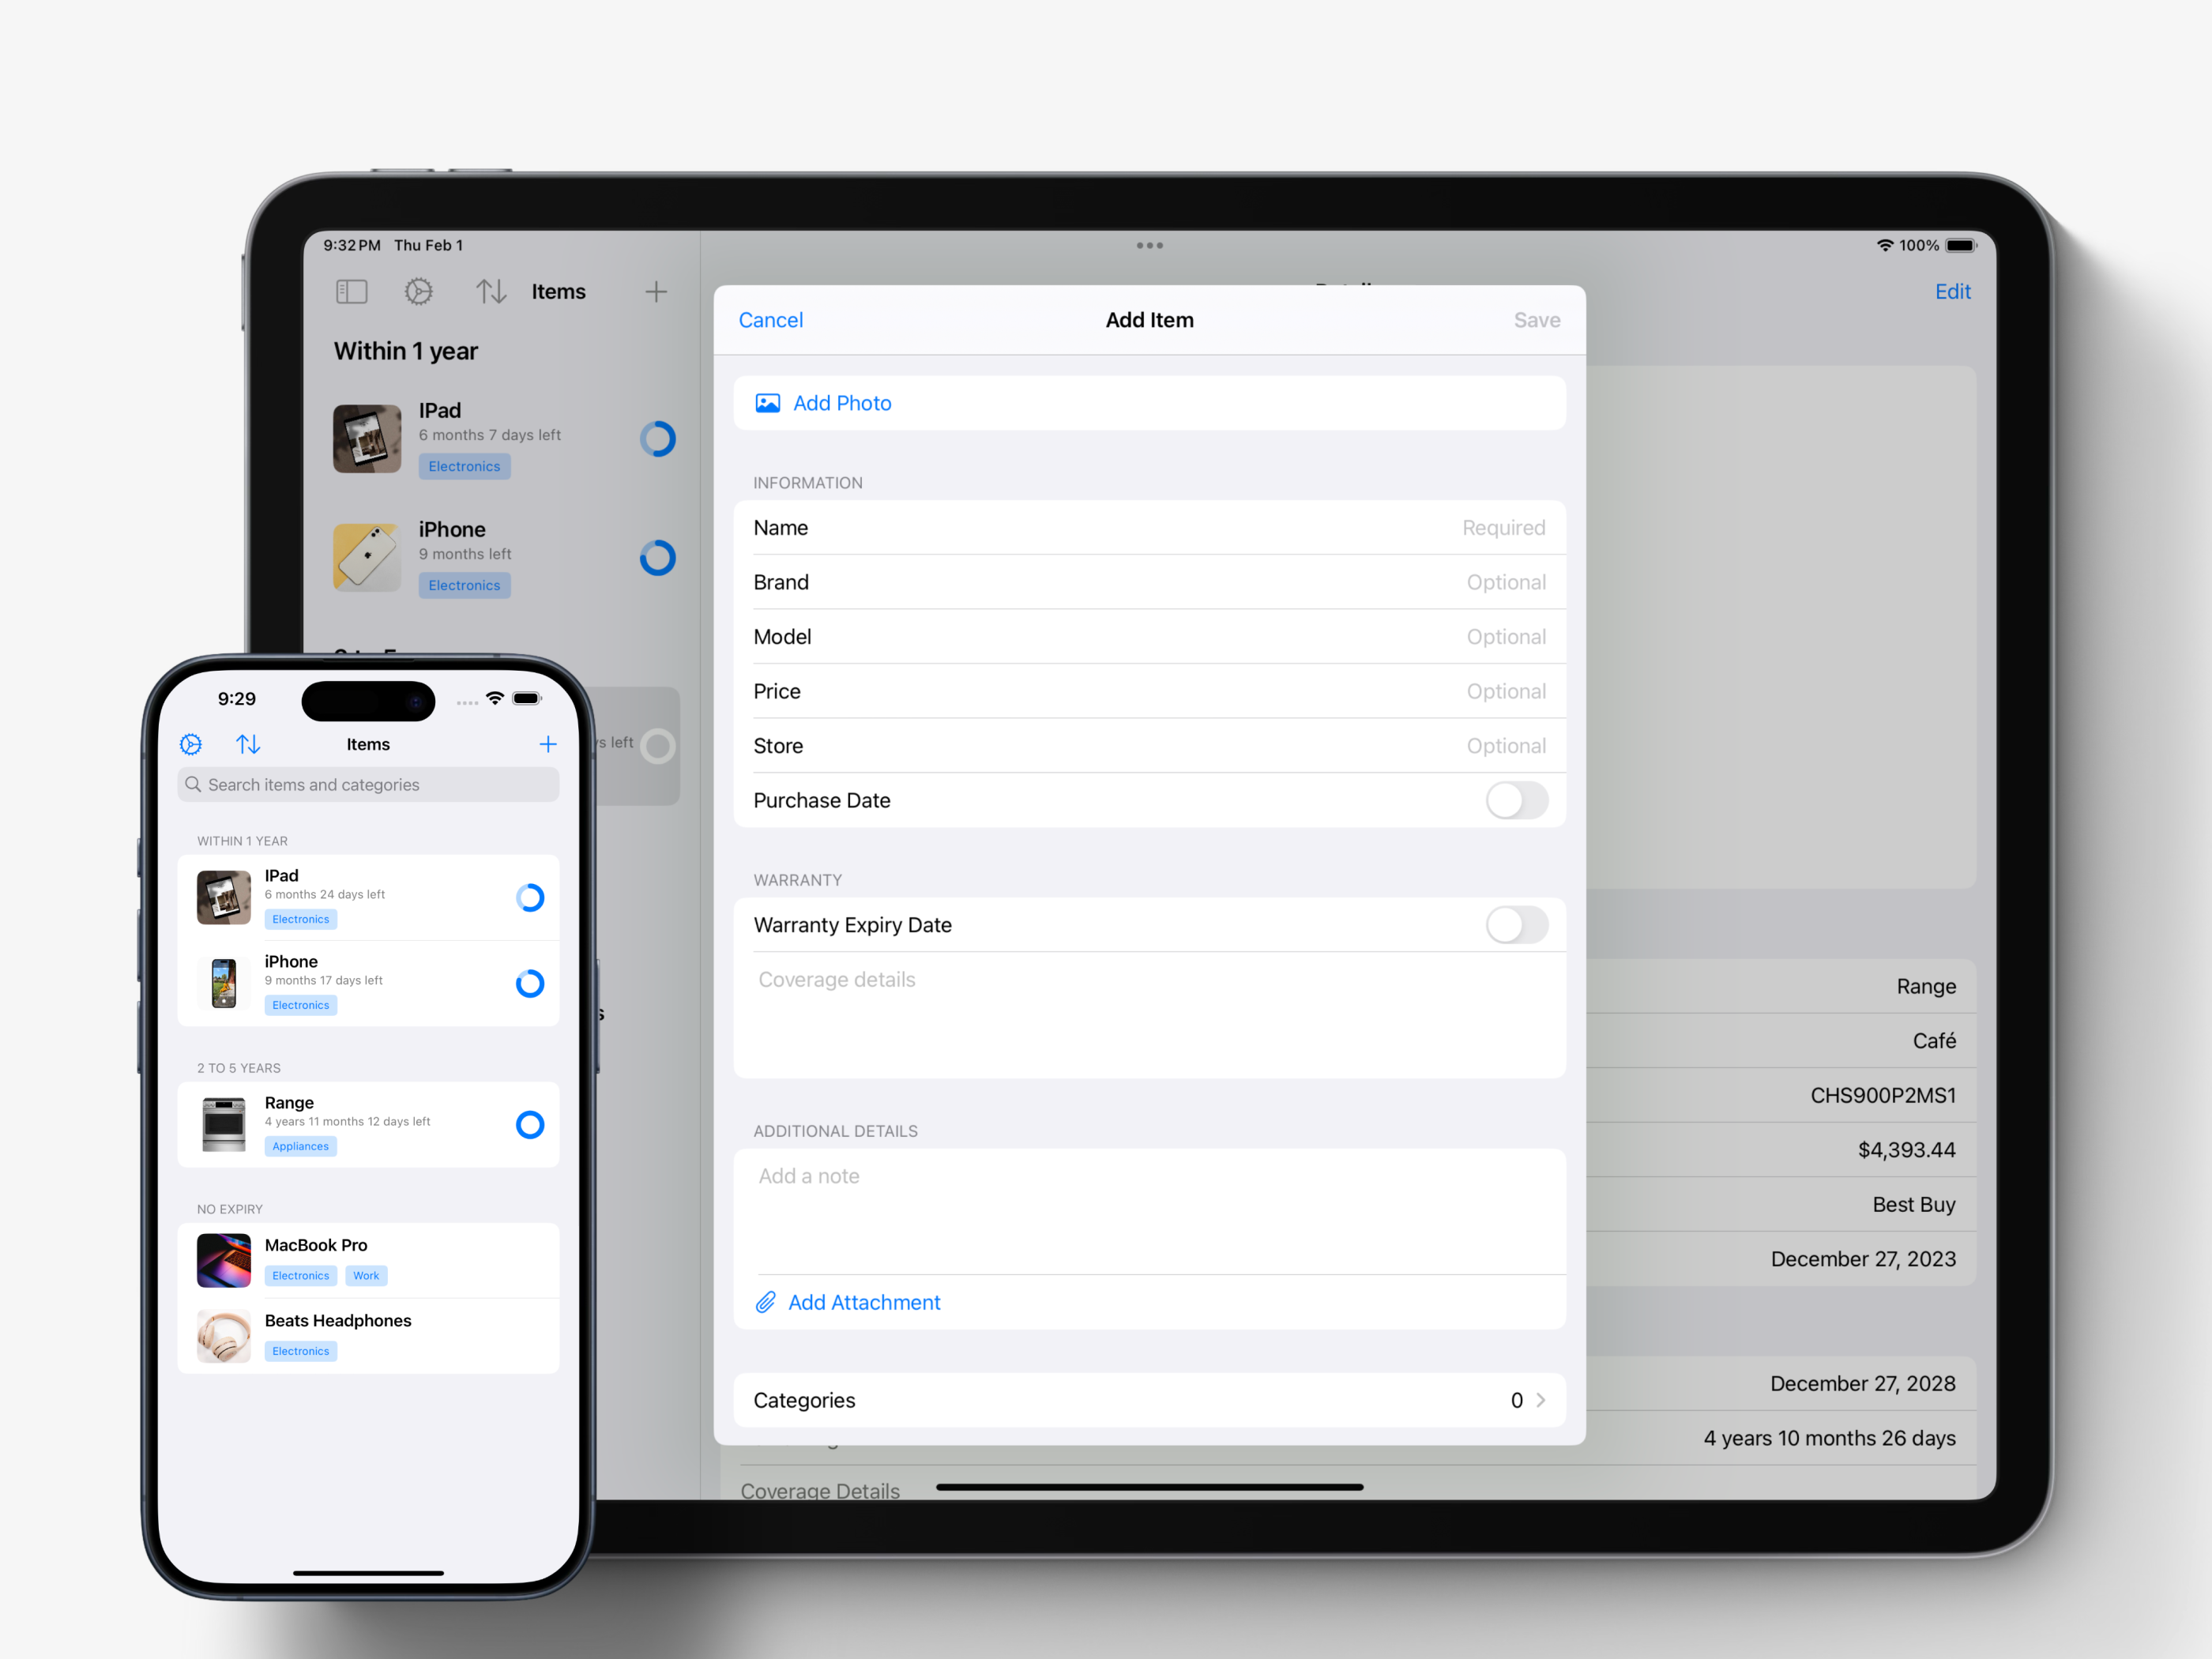 9:32 PM Thu Feb 1
100%
Items
Edit
Within 1 year
IPad
6 months 7 days left
Electronics
iPhone
9 months left
Electronics
left
Cancel
Add Item
Save
Add Photo
INFORMATION
Name Required
Brand Optional
Model Optional
Price Optional
Store Optional
Purchase Date
WARRANTY
Warranty Expiry Date
Coverage details
ADDITIONAL DETAILS
Add a note
Add Attachment
Categories 0
Range
Café
CHS900P2MS1
$4,393.44
Best Buy
December 27, 2023
December 27, 2028
4 years 10 months 26 days
Coverage Details
9:29
Items
Search items and categories
WITHIN 1 YEAR
IPad
6 months 24 days left
Electronics
iPhone
9 months 17 days left
Electronics
2 TO 5 YEARS
Range
4 years 11 months 12 days left
Appliances
NO EXPIRY
MacBook Pro
Electronics Work
Beats Headphones
Electronics